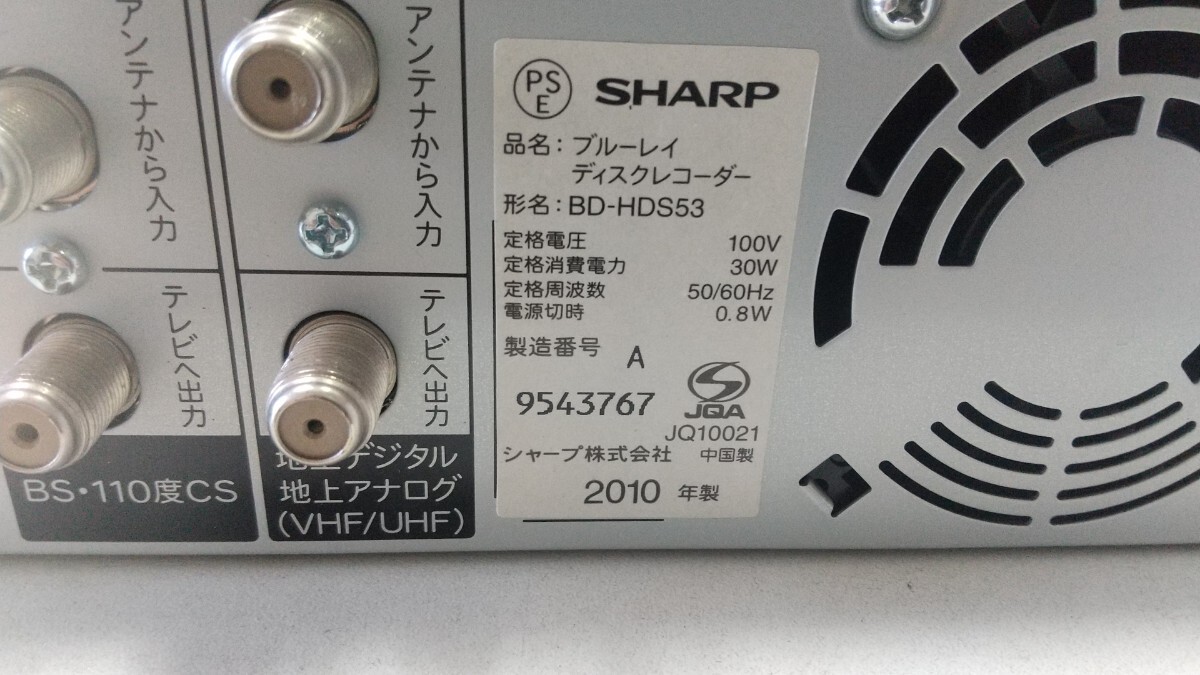 アンテナから入力
アンテナから入力
テレビへ出力
テレビへ出力
BS・110度CS
地上デジタル
地上アナログ
(VHF/UHF)
PS
E
SHARP
品名：ブルーレイ
ディスクレコーダー
形名：BD-HDS53
定格電圧 100V
定格消費電力 30W
定格周波数 50/60Hz
電源切時 0.8W
製造番号 A
9543767
JQA
JQ10021
シャープ株式会社 中国製
2010 年製